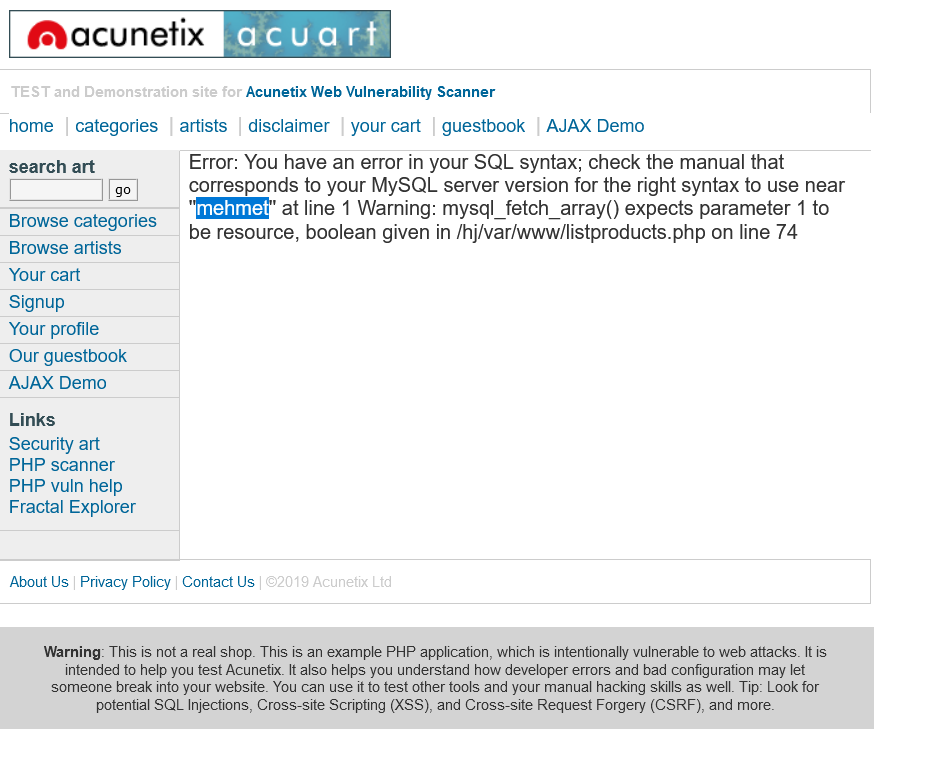 acunetix acuart
TEST and Demonstration site for Acunetix Web Vulnerability Scanner
home | categories | artists | disclaimer | your cart | guestbook | AJAX Demo
search art
go
Browse categories
Browse artists
Your cart
Signup
Your profile
Our guestbook
AJAX Demo
Links
Security art
PHP scanner
PHP vuln help
Fractal Explorer
Error: You have an error in your SQL syntax; check the manual that
corresponds to your MySQL server version for the right syntax to use near
"mehmet" at line 1 Warning: mysql_fetch_array() expects parameter 1 to
be resource, boolean given in /hj/var/www/listproducts.php on line 74
About Us | Privacy Policy | Contact Us | ©2019 Acunetix Ltd
Warning: This is not a real shop. This is an example PHP application, which is intentionally vulnerable to web attacks. It is
intended to help you test Acunetix. It also helps you understand how developer errors and bad configuration may let
someone break into your website. You can use it to test other tools and your manual hacking skills as well. Tip: Look for
potential SQL Injections, Cross-site Scripting (XSS), and Cross-site Request Forgery (CSRF), and more.